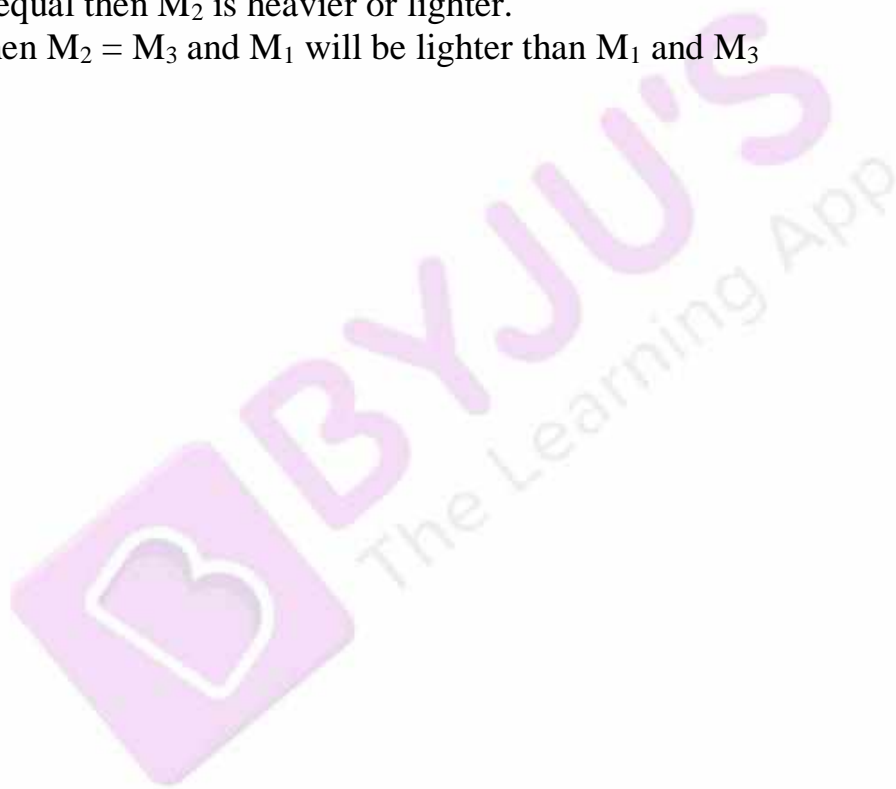 equal then M₂ is heavier or lighter.
en M₂ = M₃ and M₁ will be lighter than M₁ and M₃
BYJU'S
The Learning App